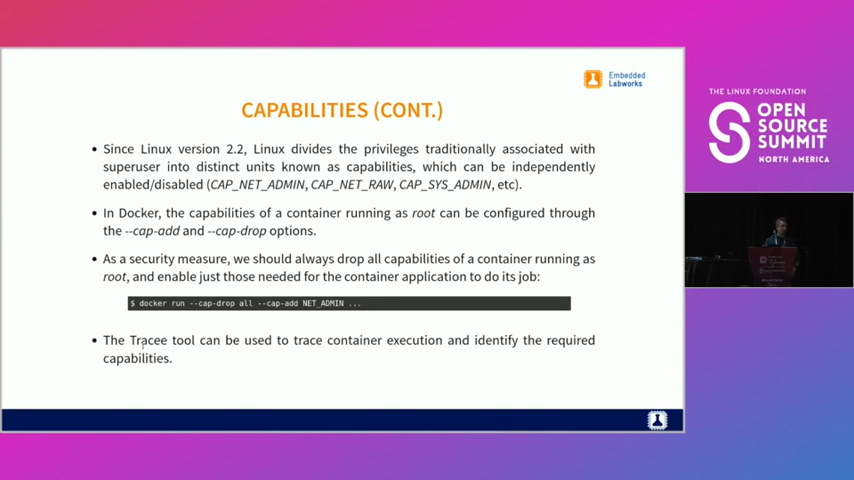 Embedded
Labworks
CAPABILITIES (CONT.)
• Since Linux version 2.2, Linux divides the privileges traditionally associated with
superuser into distinct units known as capabilities, which can be independently
enabled/disabled (CAP_NET_ADMIN, CAP_NET_RAW, CAP_SYS_ADMIN, etc).
• In Docker, the capabilities of a container running as root can be configured through
the --cap-add and --cap-drop options.
• As a security measure, we should always drop all capabilities of a container running as
root, and enable just those needed for the container application to do its job:
$ docker run --cap-drop all --cap-add NET_ADMIN ...
• The Tracee tool can be used to trace container execution and identify the required
capabilities.
THE LINUX FOUNDATION
OPEN
SOURCE
SUMMIT
NORTH AMERICA